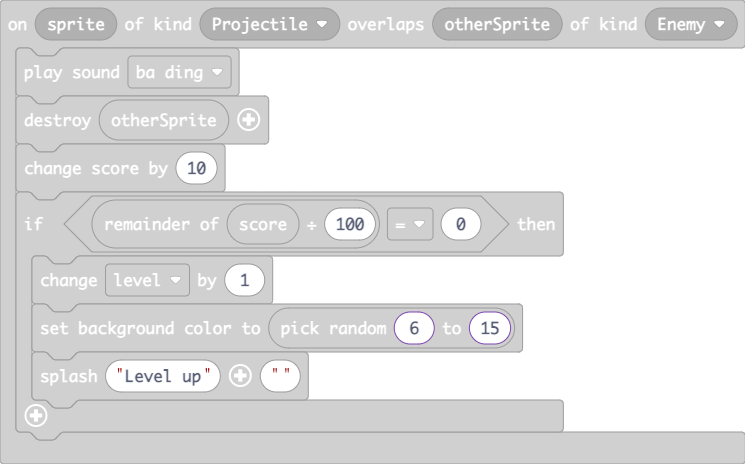 on sprite of kind Projectile overlaps otherSprite of kind Enemy
play sound ba ding
destroy otherSprite
change score by 10
if remainder of score ÷ 100 = 0 then
change level by 1
set background color to pick random 6 to 15
splash "Level up" ""